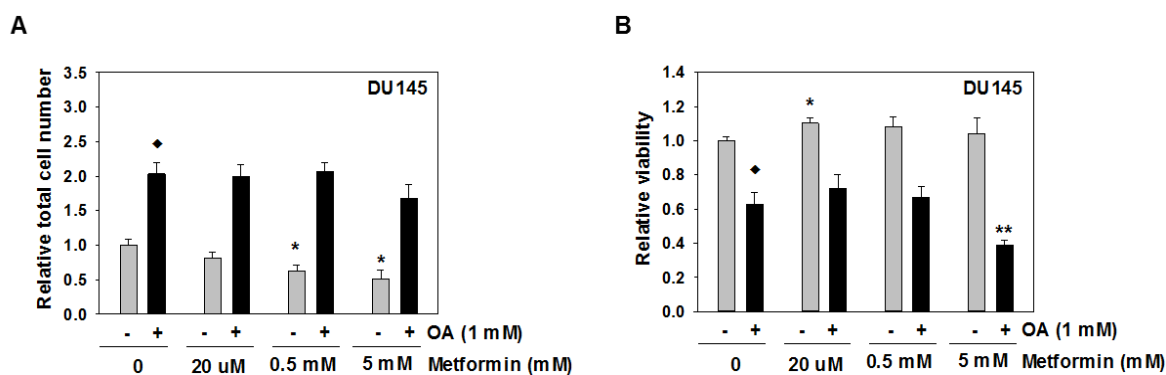 A
B
Relative total cell number
3.5
3.0
2.5
2.0
1.5
1.0
0.5
0.0
DU145
◆
*
*
- + - + - + - + OA (1 mM)
0 20 uM 0.5 mM 5 mM Metformin (mM)
Relative viability
1.4
1.2
1.0
0.8
0.6
0.4
0.2
0.0
DU145
*
◆
**
- + - + - + - + OA (1 mM)
0 20 uM 0.5 mM 5 mM Metformin (mM)